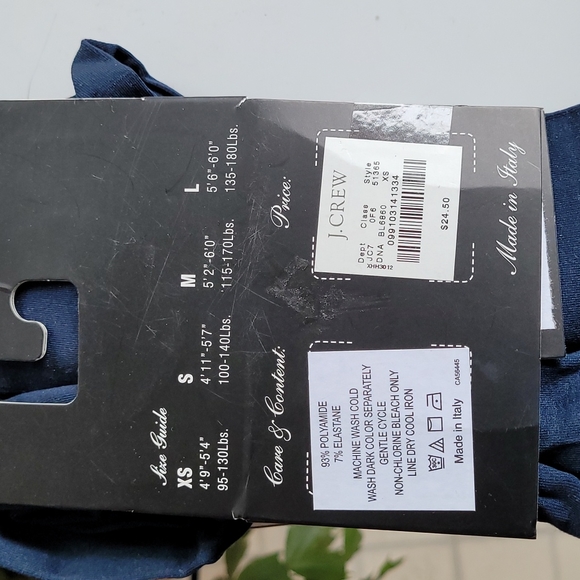 Size Guide
XS
4'9"-5'4"
95-130Lbs.
S
4'11"-5'7"
100-140Lbs.
M
5'2"-6'0"
115-170Lbs.
L
5'6"-6'0"
135-180Lbs.
Care & Content:
93% POLYAMIDE
7% ELASTANE
MACHINE WASH COLD
WASH DARK COLOR SEPARATELY
GENTLE CYCLE
NON-CHLORINE BLEACH ONLY
LINE DRY COOL IRON
Made in Italy
CA56445
Price:
J.CREW
Dept Class Style
JC7 0F6 51365
DNA BL6860 XS
099103141334
XHH3012
$24.50
Made in Italy